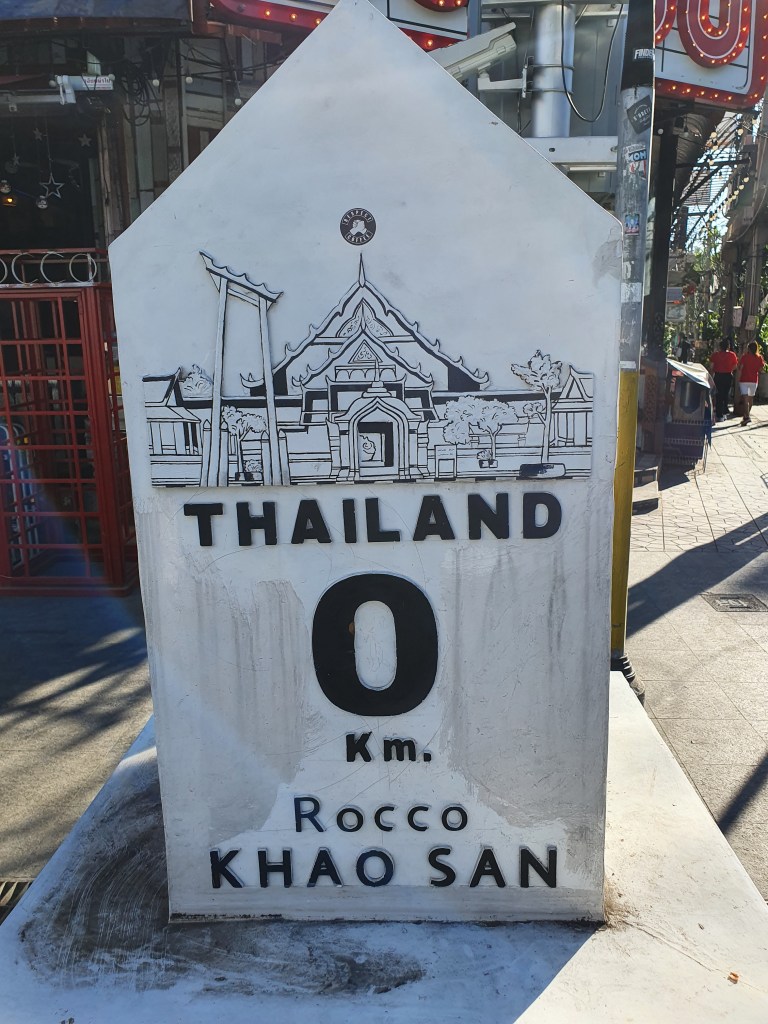 THAILAND
0
Km.
Rocco
KHAO SAN